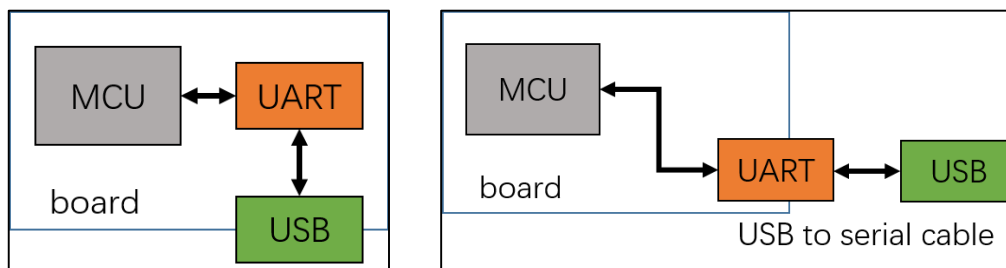 MCU
UART
board
USB
MCU
UART
USB
board
USB to serial cable